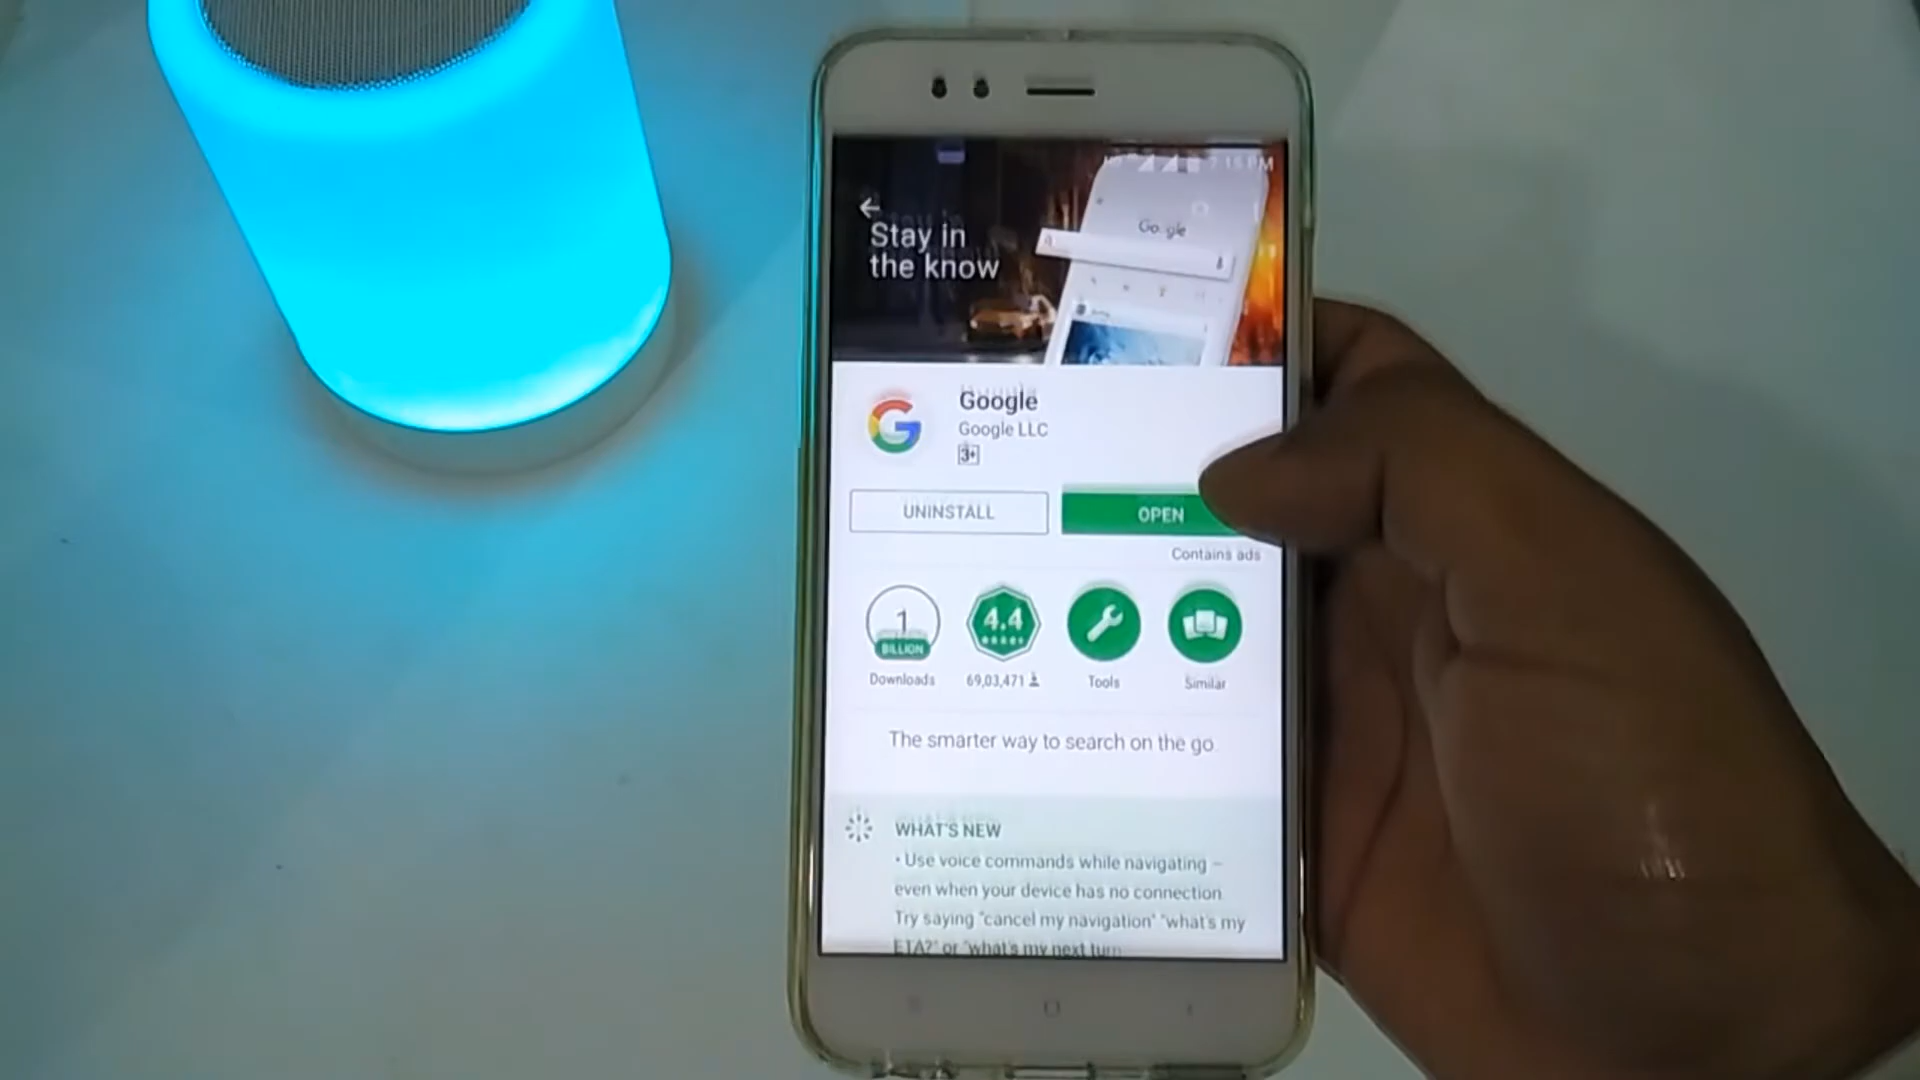 7:15 PM
Stay in
the know
Google
Google
Google LLC
3+
UNINSTALL
OPEN
Contains ads
1
BILLION
4.4
Downloads
69,03,471
Tools
Similar
The smarter way to search on the go.
WHAT'S NEW
• Use voice commands while navigating –
even when your device has no connection.
Try saying "cancel my navigation" "what's my
ETA?" or "what's my next turn